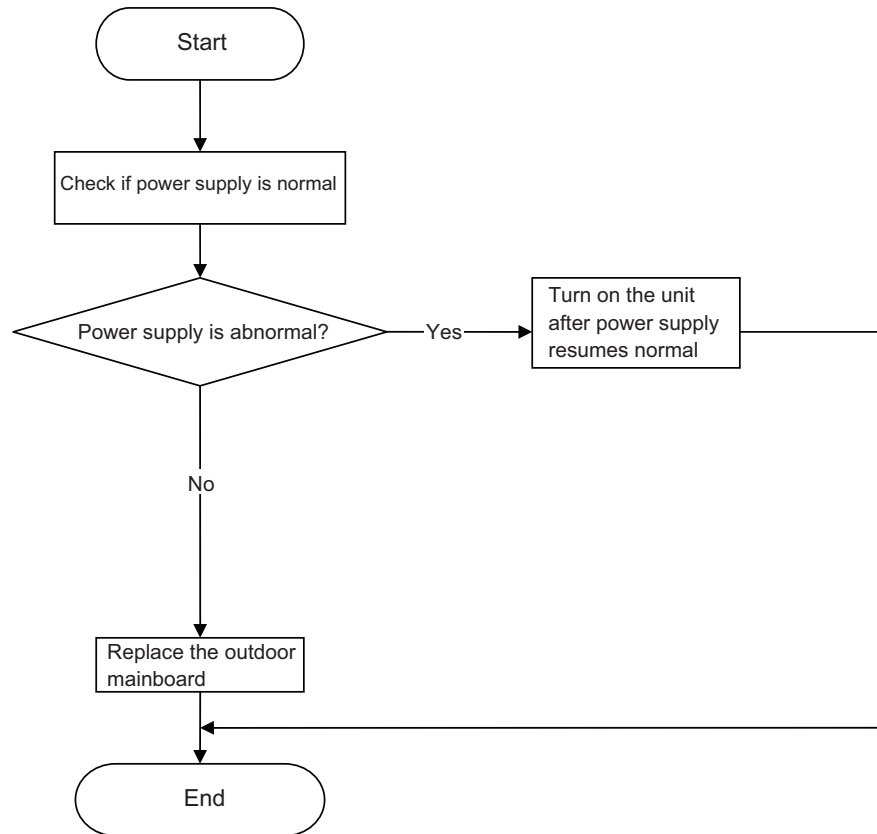 Start
Check if power supply is normal
Power supply is abnormal?
Yes
Turn on the unit
after power supply
resumes normal
No
Replace the outdoor
mainboard
End